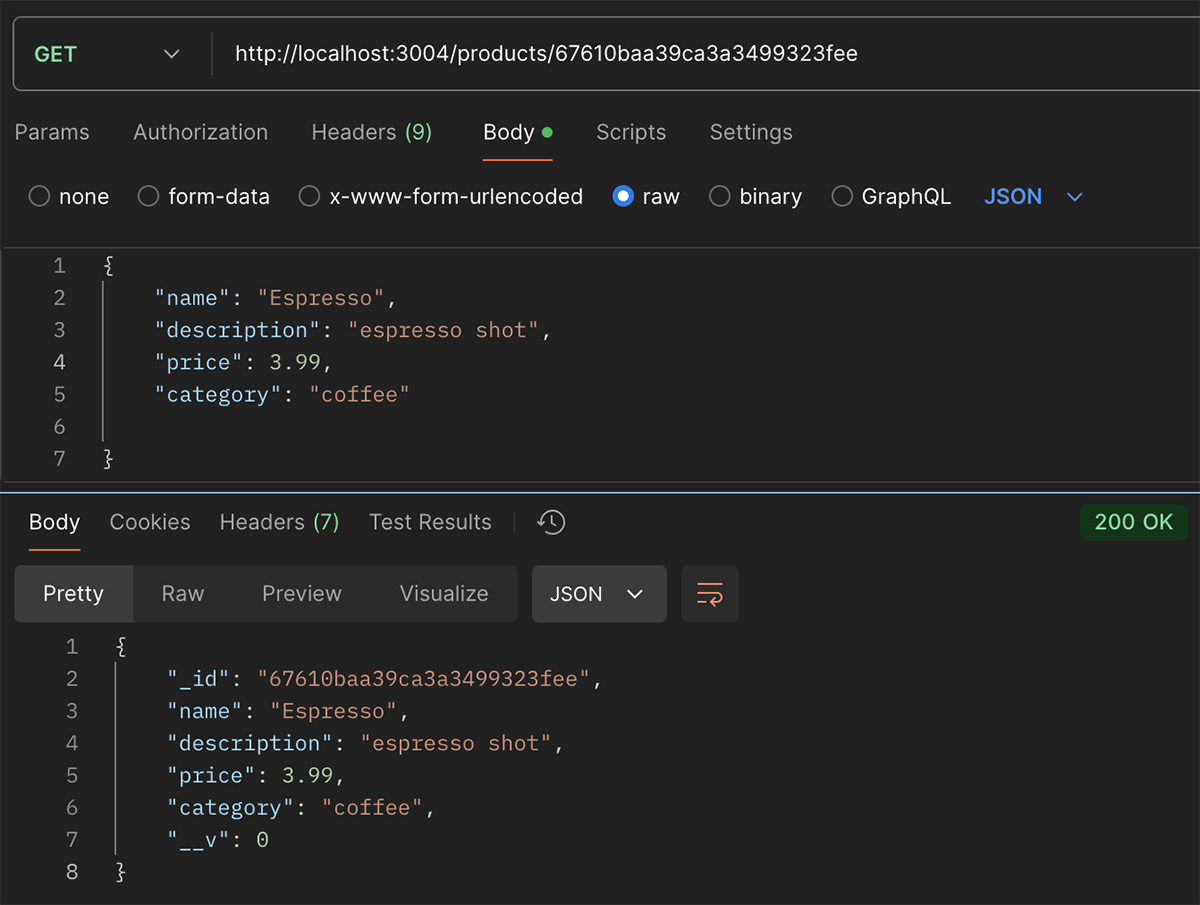 GET http://localhost:3004/products/67610baa39ca3a3499323fee
Params Authorization Headers (9) Body Scripts Settings
none form-data x-www-form-urlencoded raw binary GraphQL JSON
1 {
2 "name": "Espresso",
3 "description": "espresso shot",
4 "price": 3.99,
5 "category": "coffee"
6
7 }
Body Cookies Headers (7) Test Results 200 OK
Pretty Raw Preview Visualize JSON
1 {
2 "_id": "67610baa39ca3a3499323fee",
3 "name": "Espresso",
4 "description": "espresso shot",
5 "price": 3.99,
6 "category": "coffee",
7 "__v": 0
8 }